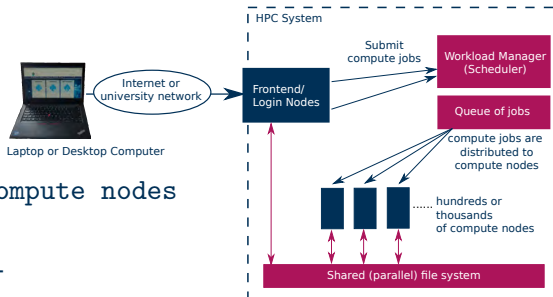 HPC System
Submit
compute jobs
Workload Manager
(Scheduler)
Internet or
university network
Frontend/
Login Nodes
Queue of jobs
Laptop or Desktop Computer
compute jobs are
distributed to
compute nodes
ompute nodes
...... hundreds or
thousands
of compute nodes
Shared (parallel) file system